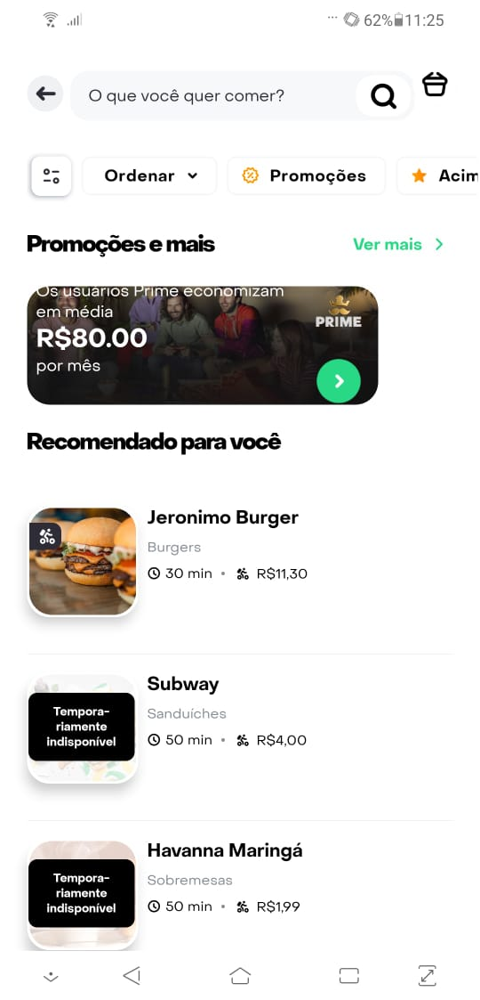 62% 11:25
O que você quer comer?
Ordenar
Promoções
Acim
Promoções e mais
Ver mais
Os usuários Prime economizam
em média
R$80.00
por mês
PRIME
Recomendado para você
Jeronimo Burger
Burgers
30 min • R$11,30
Tempora-
riamente
indisponível
Subway
Sanduíches
50 min • R$4,00
Tempora-
riamente
indisponível
Havanna Maringá
Sobremesas
50 min • R$1,99